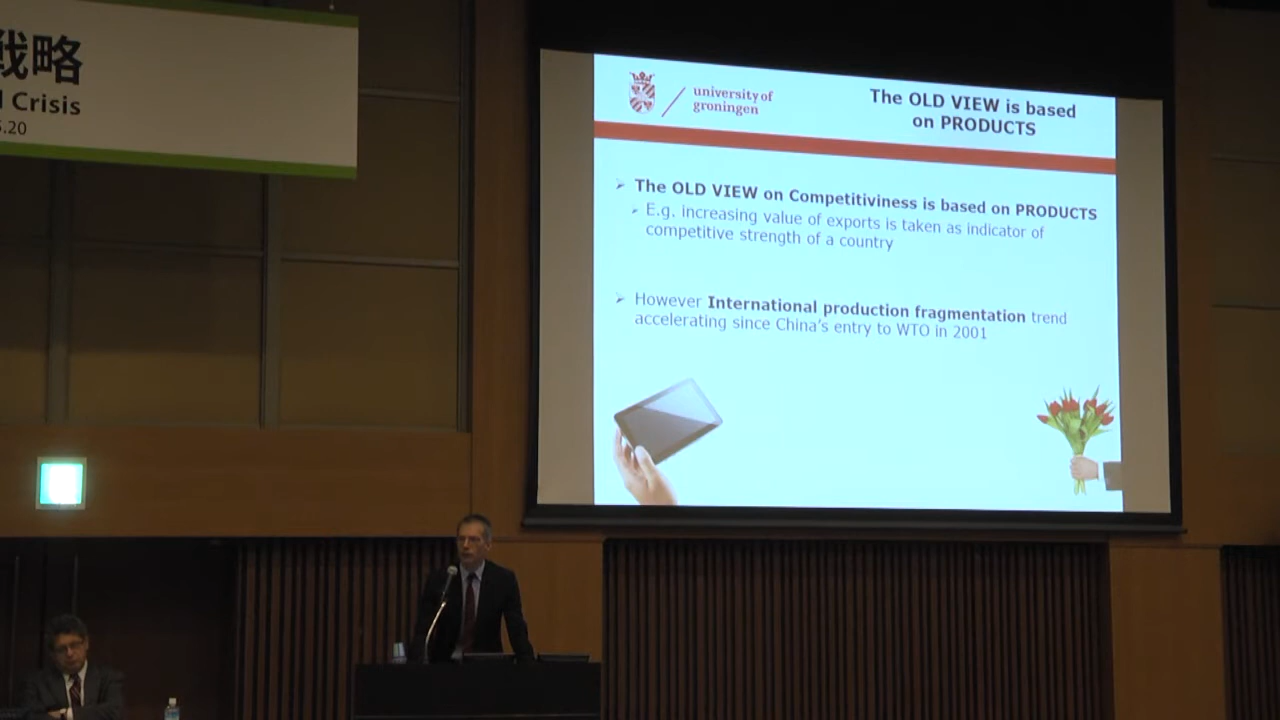 戦略
Crisis
.20
university of
groningen
The OLD VIEW is based
on PRODUCTS
The OLD VIEW on Competitiviness is based on PRODUCTS
E.g. increasing value of exports is taken as indicator of
competitive strength of a country
However International production fragmentation trend
accelerating since China's entry to WTO in 2001